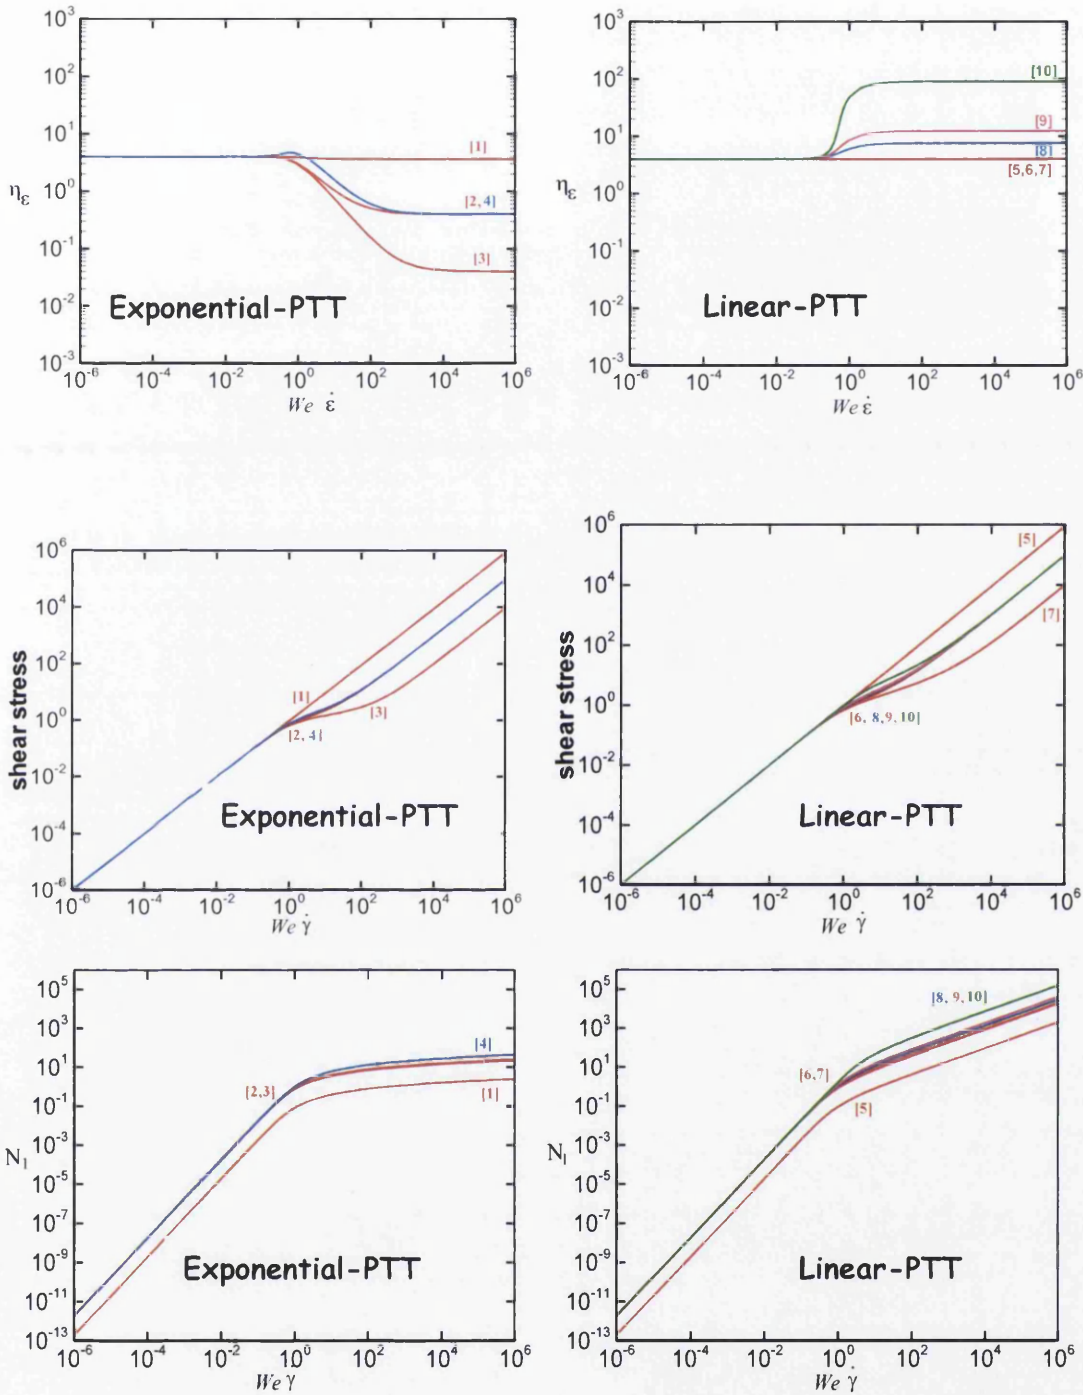 10^3
10^2
10^1
η_ε 10^0
10^-1
10^-2
10^-3
[1]
[2, 4]
[3]
Exponential-PTT
10^-6 10^-4 10^-2 10^0 10^2 10^4 10^6
We ε̇
10^3
10^2
10^1
η_ε 10^0
10^-1
10^-2
10^-3
[10]
[9]
[8]
[5,6,7]
Linear-PTT
10^-6 10^-4 10^-2 10^0 10^2 10^4 10^6
We ε̇
shear stress
10^6
10^4
10^2
10^0
10^-2
10^-4
10^-6
[1]
[3]
[2, 4]
Exponential-PTT
10^-6 10^-4 10^-2 10^0 10^2 10^4 10^6
We γ̇
shear stress
10^6
10^4
10^2
10^0
10^-2
10^-4
10^-6
[5]
[7]
[6, 8,9, 10]
Linear-PTT
10^-6 10^-4 10^-2 10^0 10^2 10^4 10^6
We γ̇
10^5
10^3
10^1
10^-1
10^-3
N_1
10^-5
10^-7
10^-9
10^-11
10^-13
[4]
[2,3]
[1]
Exponential-PTT
10^-6 10^-4 10^-2 10^0 10^2 10^4 10^6
We γ
10^5
10^3
10^1
10^-1
10^-3
N_1
10^-5
10^-7
10^-9
10^-11
10^-13
[8, 9, 10]
[6,7]
[5]
Linear-PTT
10^-6 10^-4 10^-2 10^0 10^2 10^4 10^6
We γ̇